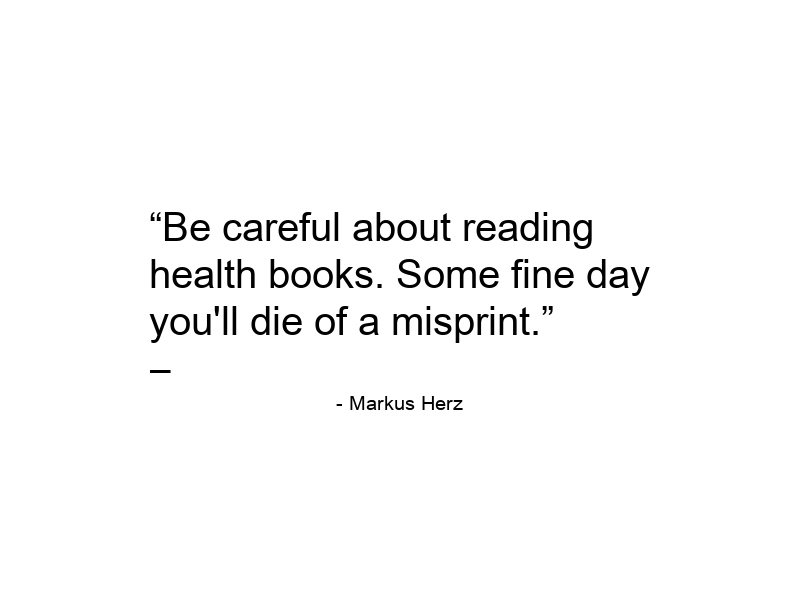 “Be careful about reading
health books. Some fine day
you'll die of a misprint.”
–
- Markus Herz